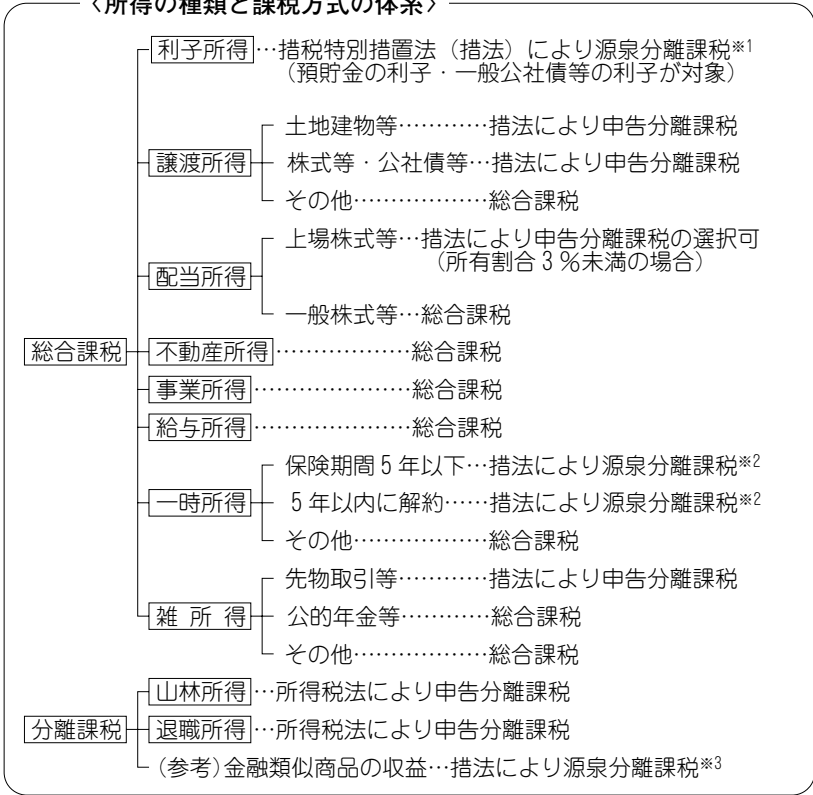 〈所得の種類と課税方式の体系〉
利子所得…措税特別措置法（措法）により源泉分離課税※1
（預貯金の利子・一般公社債等の利子が対象）
土地建物等…………措法により申告分離課税
譲渡所得 株式等・公社債等…措法により申告分離課税
その他………………総合課税
上場株式等…措法により申告分離課税の選択可
（所有割合３％未満の場合）
配当所得
一般株式等…総合課税
総合課税 不動産所得………………総合課税
事業所得…………………総合課税
給与所得…………………総合課税
保険期間５年以下…措法により源泉分離課税※2
一時所得 ５年以内に解約……措法により源泉分離課税※2
その他………………総合課税
先物取引等…………措法により申告分離課税
雑所得 公的年金等…………総合課税
その他………………総合課税
山林所得…所得税法により申告分離課税
分離課税 退職所得…所得税法により申告分離課税
（参考）金融類似商品の収益…措法により源泉分離課税※3